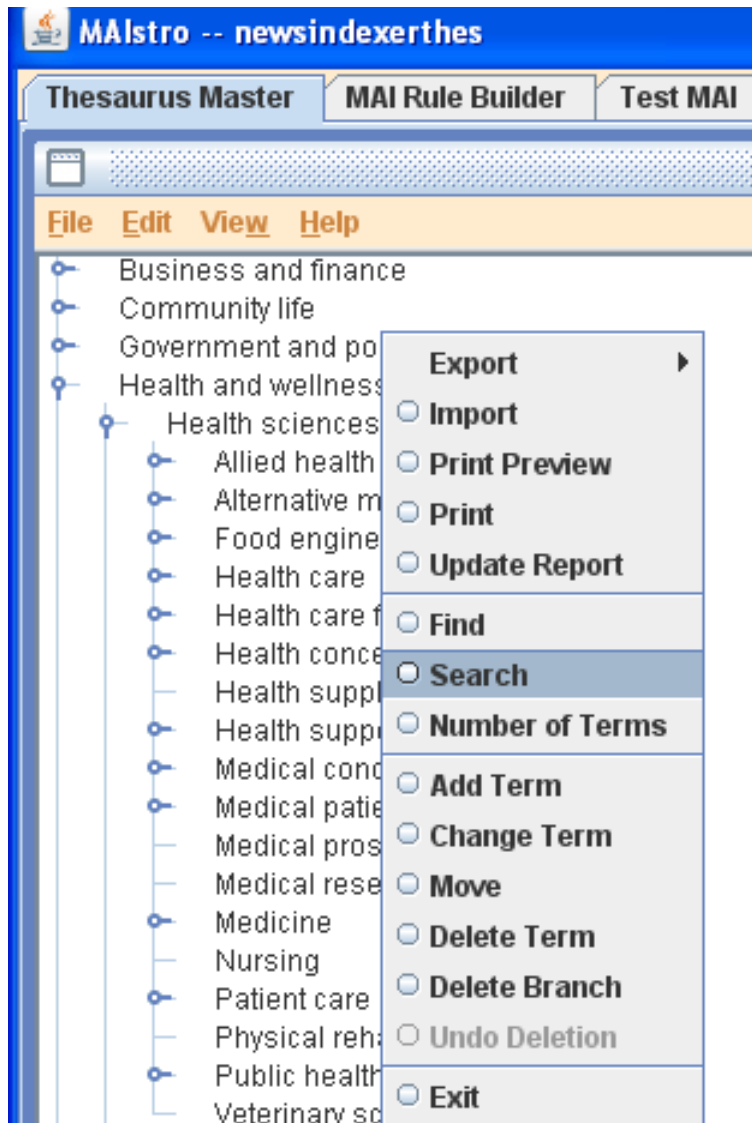 MAIstro -- newsindexerthes
Thesaurus Master MAI Rule Builder Test MAI
File Edit View Help
Business and finance
Community life
Government and po
Health and wellness
Health sciences
Allied health
Alternative m
Food engine
Health care
Health care f
Health conce
Health suppl
Health suppo
Medical cond
Medical patie
Medical pros
Medical rese
Medicine
Nursing
Patient care
Physical reha
Public health
Veterinary sc
Export
Import
Print Preview
Print
Update Report
Find
Search
Number of Terms
Add Term
Change Term
Move
Delete Term
Delete Branch
Undo Deletion
Exit